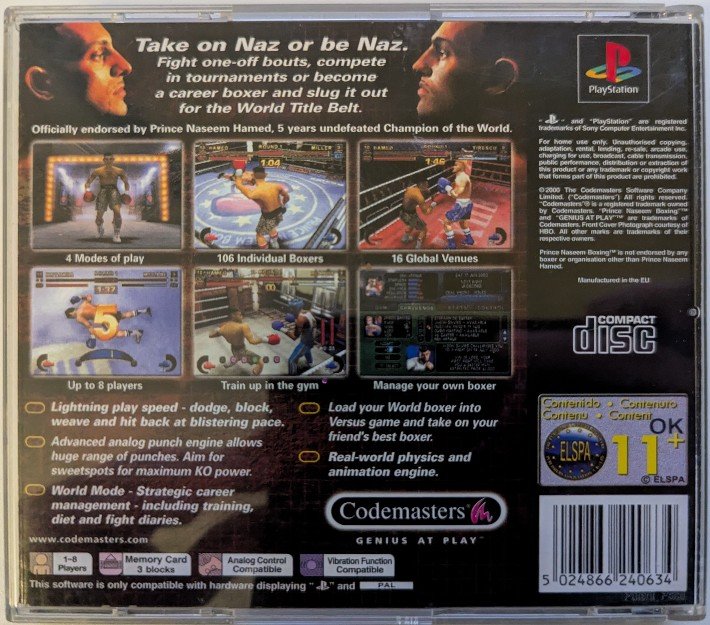 Take on Naz or be Naz.
Fight one-off bouts, compete
in tournaments or become
a career boxer and slug it out
for the World Title Belt.
Officially endorsed by Prince Naseem Hamed, 5 years undefeated Champion of the World.
HAMED ROUND 1 MILLER
1:04
HAMED
1:46
4 Modes of play
106 Individual Boxers
16 Global Venues
ROUND 1
5
Up to 8 players
Train up in the gym
Manage your own boxer
Lightning play speed - dodge, block,
weave and hit back at blistering pace.
Advanced analog punch engine allows
huge range of punches. Aim for
sweetspots for maximum KO power.
World Mode - Strategic career
management - including training,
diet and fight diaries.
Load your World boxer into
Versus game and take on your
friend's best boxer.
Real-world physics and
animation engine.
Codemasters
GENIUS AT PLAY™
www.codemasters.com
1-8
Players
Memory Card
3 blocks
Analog Control
Compatible
Vibration Function
Compatible
This software is only compatible with hardware displaying " " and PAL
PlayStation
" " and "PlayStation" are registered
trademarks of Sony Computer Entertainment Inc.
For home use only. Unauthorised copying,
adaptation, rental, lending, re-sale, arcade use,
charging for use, broadcast, cable transmission,
public performance, distribution or extraction of
this product or any trademark or copyright work
that forms part of this product are prohibited.
©2000 The Codemasters Software Company
Limited. ("Codemasters") All rights reserved.
"Codemasters"® is a registered trademark owned
by Codemasters. "Prince Naseem Boxing"™
and "GENIUS AT PLAY"™ are trademarks of
Codemasters. Front Cover Photograph courtesy of
HBO. All other marks are trademarks of their
respective owners.
Prince Naseem Boxing™ is not endorsed by any
boxer or organisation other than Prince Naseem
Hamed.
Manufactured in the EU
COMPACT
disc
Contenido • Contenuto
Contenu • Content
ELSPA
11+
OK
© ELSPA
5 024866 240634